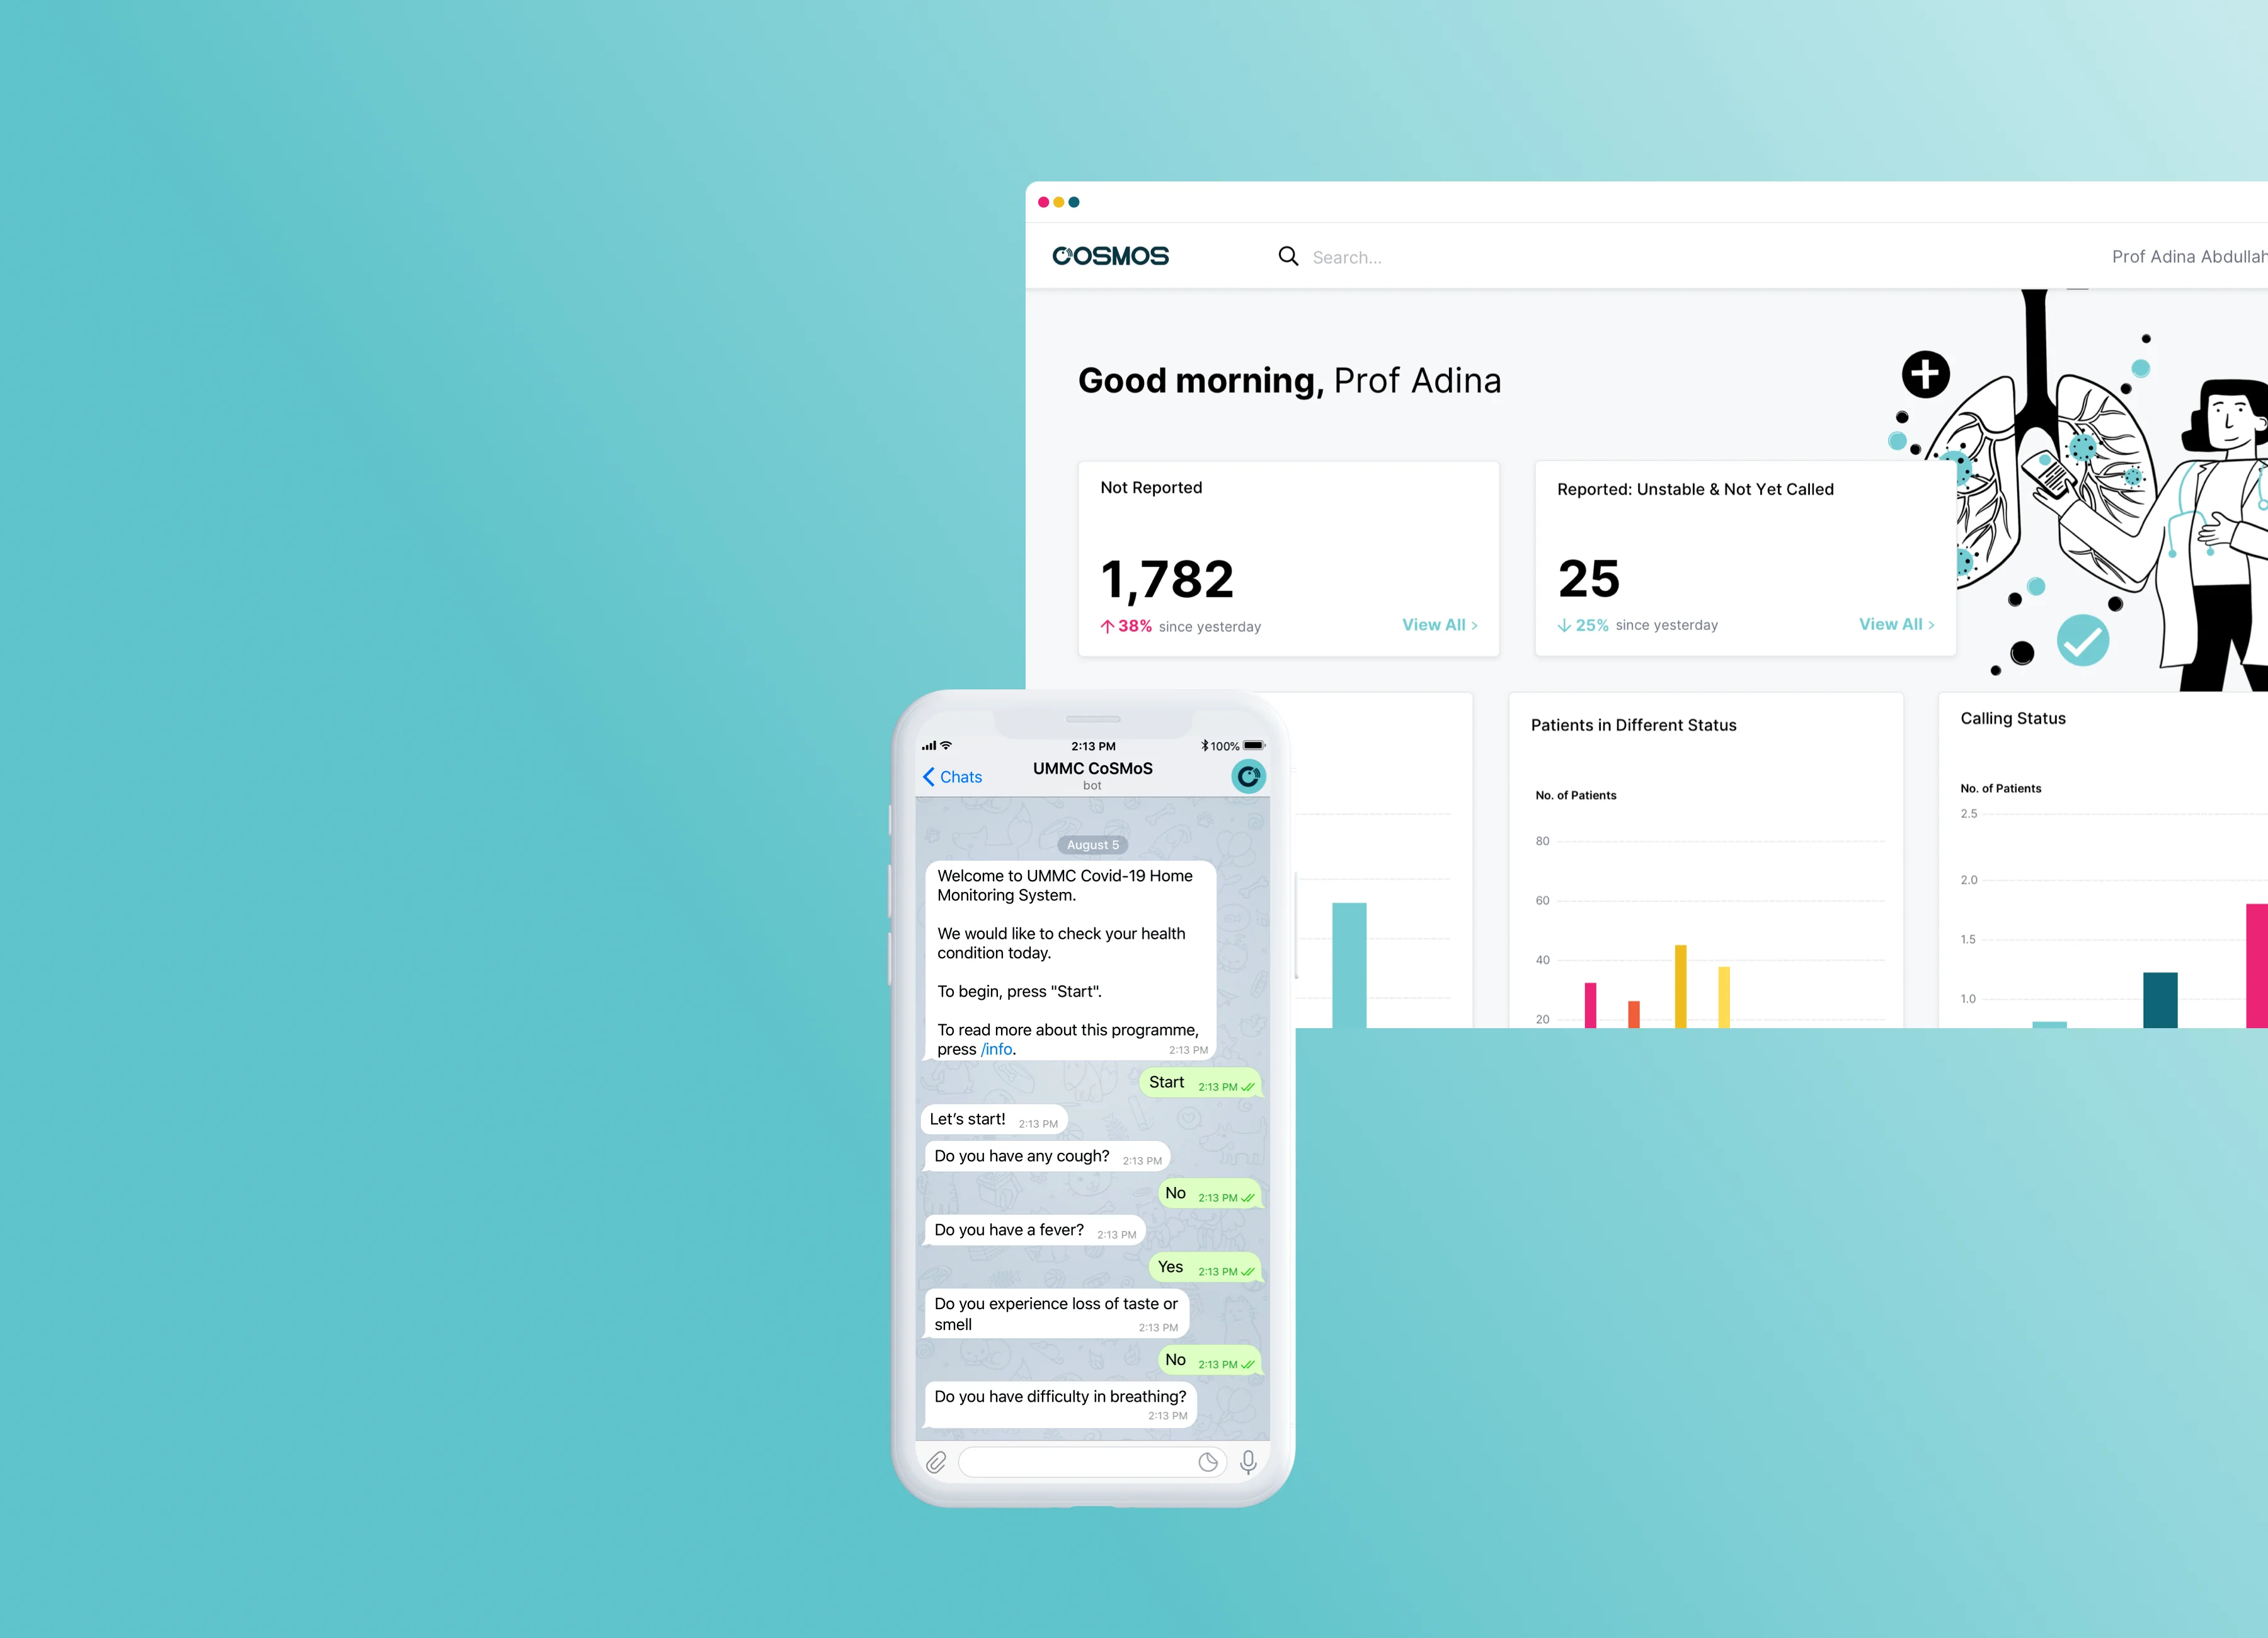 COSMOS
Search...
Prof Adina Abdullah
Good morning, Prof Adina
Not Reported
1,782
38% since yesterday
View All >
Reported: Unstable & Not Yet Called
25
25% since yesterday
View All >
Patients in Different Status
No. of Patients
80
60
40
20
Calling Status
No. of Patients
2.5
2.0
1.5
1.0
2:13 PM
100%
Chats
UMMC CoSMoS
bot
August 5
Welcome to UMMC Covid-19 Home
Monitoring System.
We would like to check your health
condition today.
To begin, press "Start".
To read more about this programme,
press /info.
2:13 PM
Start 2:13 PM
Let's start! 2:13 PM
Do you have any cough? 2:13 PM
No 2:13 PM
Do you have a fever? 2:13 PM
Yes 2:13 PM
Do you experience loss of taste or
smell 2:13 PM
No 2:13 PM
Do you have difficulty in breathing?
2:13 PM